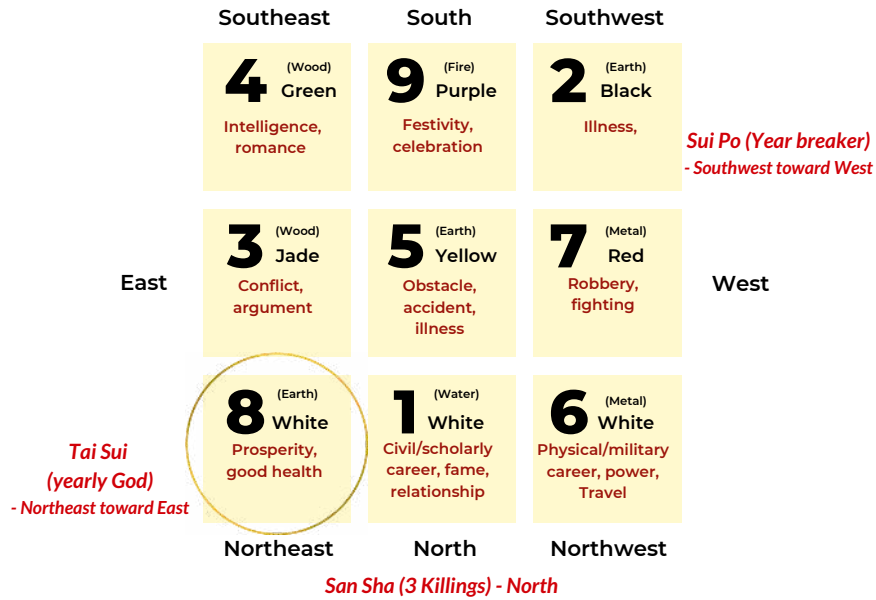 Southeast
South
Southwest
4
(Wood)
Green
Intelligence,
romance
9
(Fire)
Purple
Festivity,
celebration
2
(Earth)
Black
Illness,
Sui Po (Year breaker)
- Southwest toward West
East
3
(Wood)
Jade
Conflict,
argument
5
(Earth)
Yellow
Obstacle,
accident,
illness
7
(Metal)
Red
Robbery,
fighting
West
Tai Sui
(yearly God)
- Northeast toward East
8
(Earth)
White
Prosperity,
good health
1
(Water)
White
Civil/scholarly
career, fame,
relationship
6
(Metal)
White
Physical/military
career, power,
Travel
Northeast
North
Northwest
San Sha (3 Killings) - North